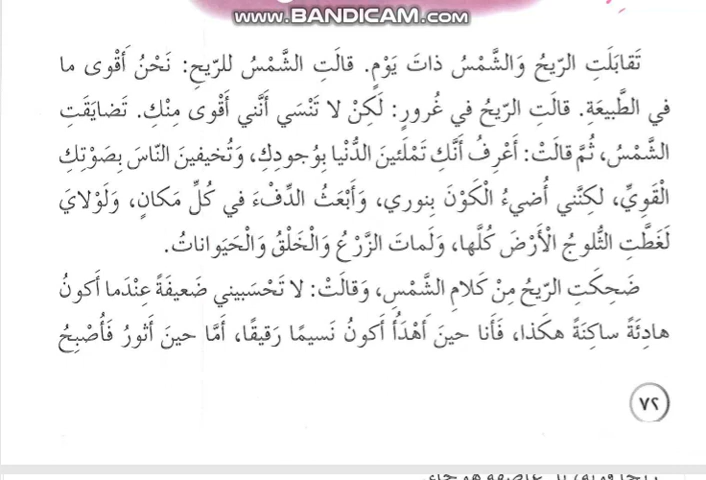 www.BANDICAM.com
تَقابَلَتِ الرّيحُ وَالشَّمْسُ ذاتَ يَوْمٍ. قالَتِ الشَّمْسُ للرّيحِ: نَحْنُ أَقْوى ما
في الطَّبيعَةِ. قالَتِ الرّيحُ في غُرورٍ: لَكِنْ لا تَنْسَي أَنَّني أَقْوى مِنْكِ. تَضايَقَتِ
الشَّمْسُ، ثُمَّ قالَتْ: أَعْرِفُ أَنَّكِ تَمْلَئينَ الدُّنْيا بِوُجودِكِ، وَتُخيفينَ النّاسَ بِصَوْتِكِ
الْقَوِيِّ، لكِنَّني أُضيءُ الْكَوْنَ بِنوري، وَأَبْعَثُ الدِّفْءَ في كُلِّ مَكانٍ، وَلَوْلايَ
لَغَطَّتِ الثُّلوجُ الْأَرْضَ كُلَّها، وَلَماتَ الزَّرْعُ وَالْخَلْقُ وَالْحَيَواناتُ.
ضَحِكَتِ الرّيحُ مِنْ كَلامِ الشَّمْسِ، وَقالَتْ: لا تَحْسَبيني ضَعيفَةً عِنْدَما أَكونُ
هادِئَةً ساكِنَةً هكَذا، فَأَنا حينَ أَهْدَأُ أَكونُ نَسيمًا رَقيقًا، أَمَّا حينَ أَثورُ فَأُصْبِحُ
٧٢